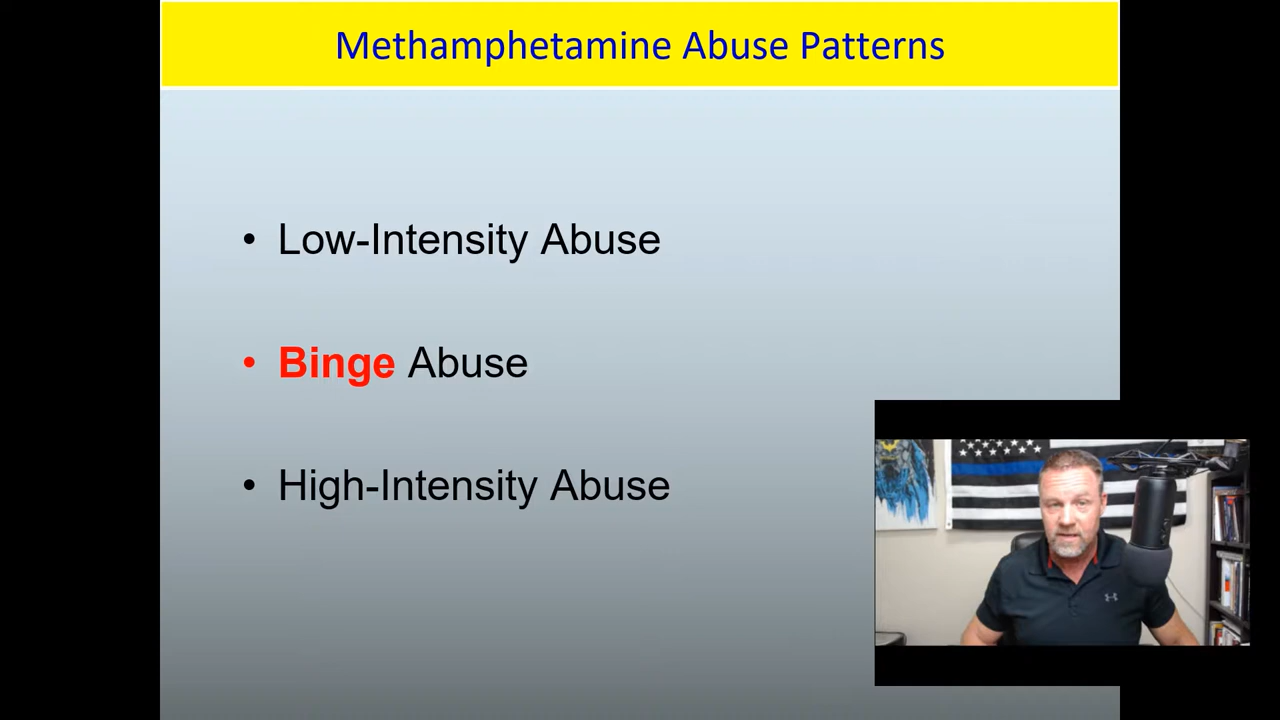 Methamphetamine Abuse Patterns
• Low-Intensity Abuse
• Binge Abuse
• High-Intensity Abuse